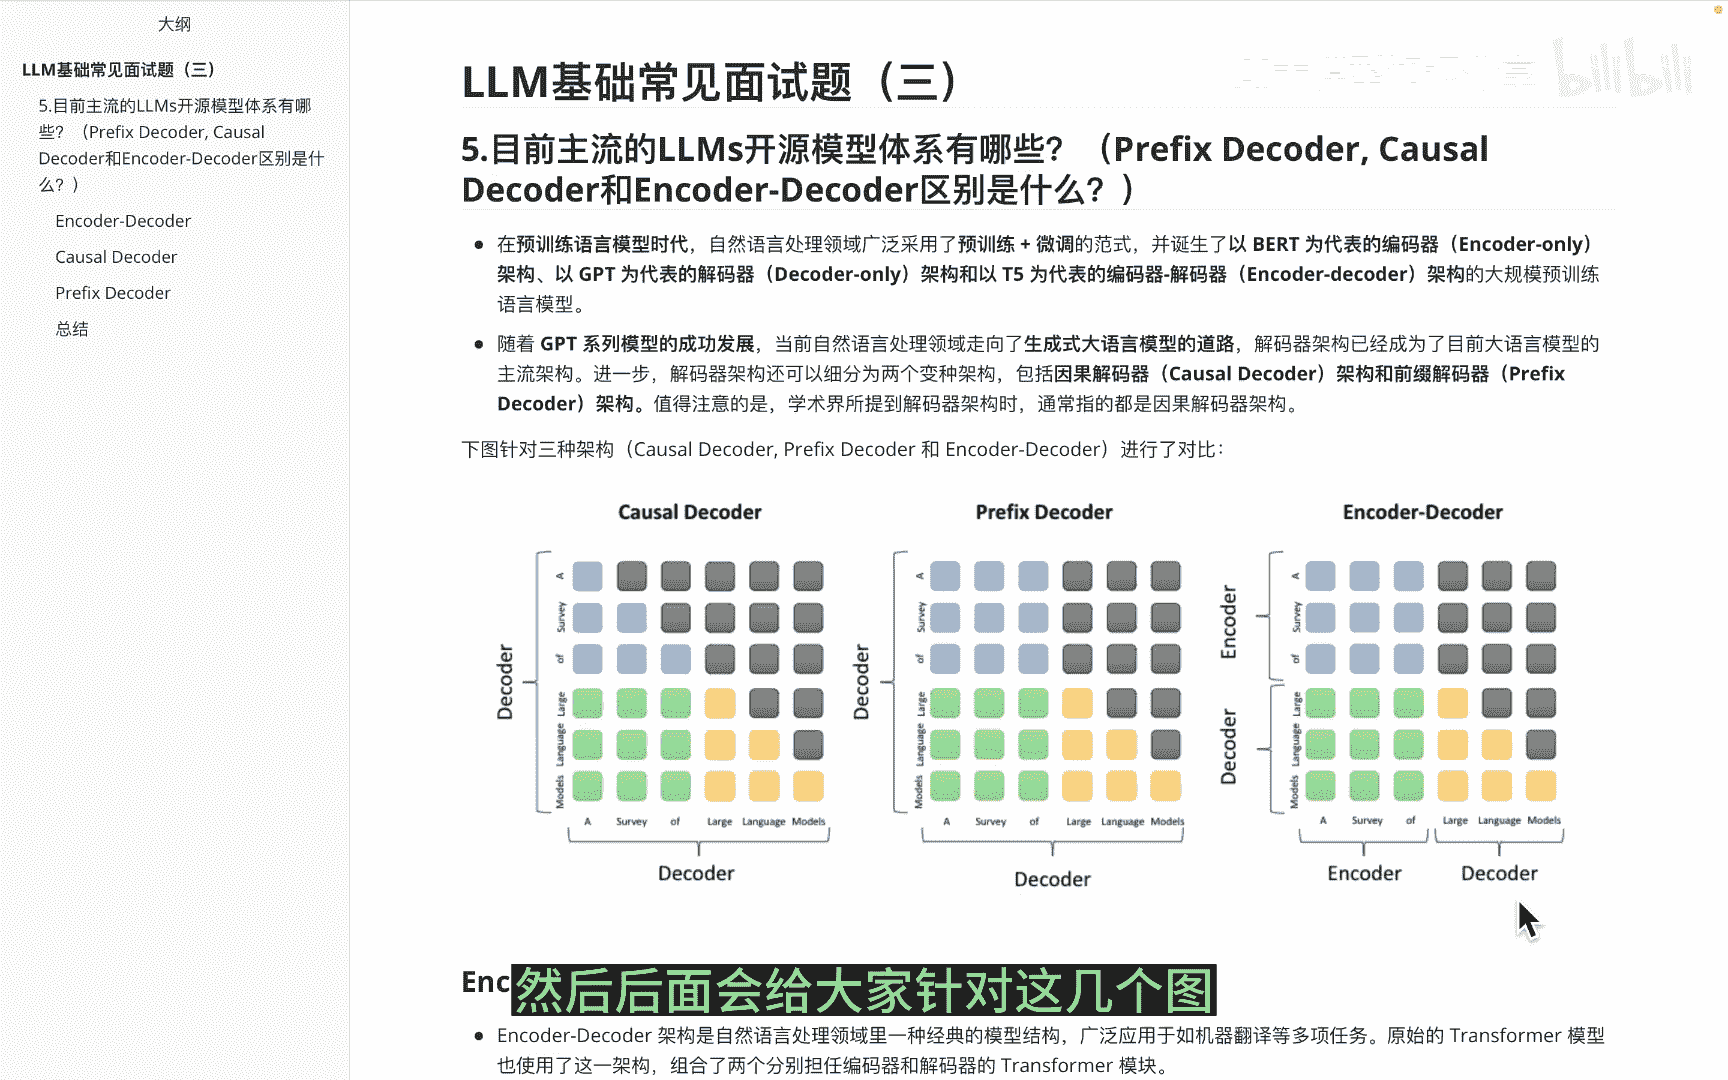 大纲
LLM基础常见面试题（三）
5.目前主流的LLMs开源模型体系有哪
些？（Prefix Decoder, Causal
Decoder和Encoder-Decoder区别是什
么？）
Encoder-Decoder
Causal Decoder
Prefix Decoder
总结
LLM基础常见面试题（三）
bilibili
5.目前主流的LLMs开源模型体系有哪些？（Prefix Decoder, Causal
Decoder和Encoder-Decoder区别是什么？）
在预训练语言模型时代，自然语言处理领域广泛采用了预训练 + 微调的范式，并诞生了以 BERT 为代表的编码器（Encoder-only）
架构、以 GPT 为代表的解码器（Decoder-only）架构和以 T5 为代表的编码器-解码器（Encoder-decoder）架构的大规模预训练
语言模型。
随着 GPT 系列模型的成功发展，当前自然语言处理领域走向了生成式大语言模型的道路，解码器架构已经成为了目前大语言模型的
主流架构。进一步，解码器架构还可以细分为两个变种架构，包括因果解码器（Causal Decoder）架构和前缀解码器（Prefix
Decoder）架构。值得注意的是，学术界所提到解码器架构时，通常指的都是因果解码器架构。
下图针对三种架构（Causal Decoder, Prefix Decoder 和 Encoder-Decoder）进行了对比：
Causal Decoder
Decoder
A
Survey
of
Large
Language
Models
A Survey of Large Language Models
Decoder
Prefix Decoder
Decoder
A
Survey
of
Large
Language
Models
A Survey of Large Language Models
Decoder
Encoder-Decoder
Encoder
Decoder
A
Survey
of
Large
Language
Models
A Survey of Large Language Models
Encoder Decoder
Enc
然后后面会给大家针对这几个图
Encoder-Decoder 架构是自然语言处理领域里一种经典的模型结构，广泛应用于如机器翻译等多项任务。原始的 Transformer 模型
也使用了这一架构，组合了两个分别担任编码器和解码器的 Transformer 模块。